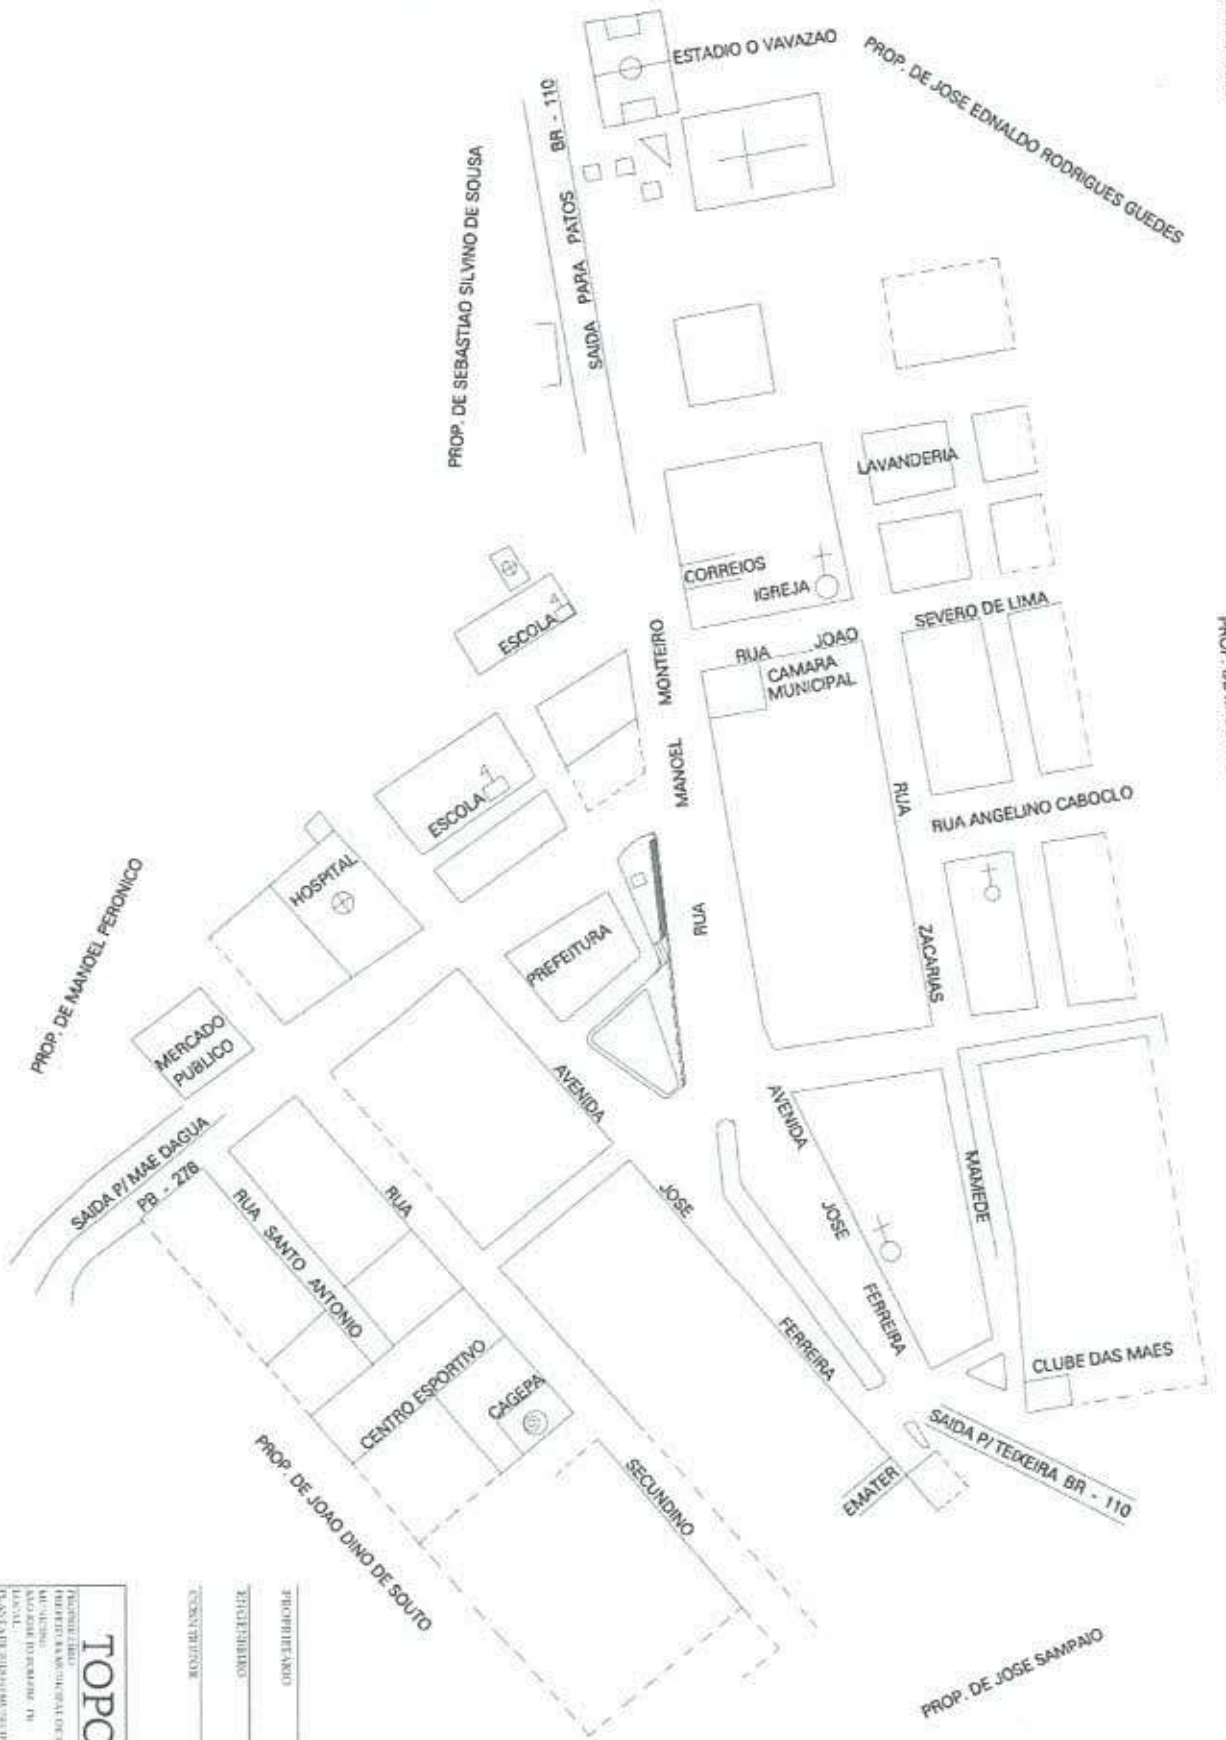 ESTADIO O VAVAZAO
PROP. DE JOSE EDNALDO RODRIGUES GUEDES
SAIDA PARA PATOS BR - 110
PROP. DE SEBASTIAO SILVINO DE SOUSA
LAVANDERIA
CORREIOS
IGREJA
ESCOLA
4
SEVERO DE LIMA
RUA JOAO
CAMARA
MUNICIPAL
RUA MANOEL MONTEIRO
ESCOLA
4
RUA ANGELINO CABOCLO
RUA ZACARIAS MAMEDE
HOSPITAL
PREFEITURA
PROP. DE MANOEL PERONICO
MERCADO
PUBLICO
AVENIDA JOSE FERREIRA
AVENIDA JOSE FERREIRA
SAIDA P/ MAE DAGUA
PB - 276
RUA SANTO ANTONIO
RUA SECUNDINO
CENTRO ESPORTIVO
CAGEPA
CLUBE DAS MAES
SAIDA P/ TEIXEIRA BR - 110
EMATER
PROP. DE JOAO DINO DE SOUTO
PROP. DE JOSE SAMPAIO
PROPRIETARIO
ENGENHEIRO
CONSTRUTOR
TOPO